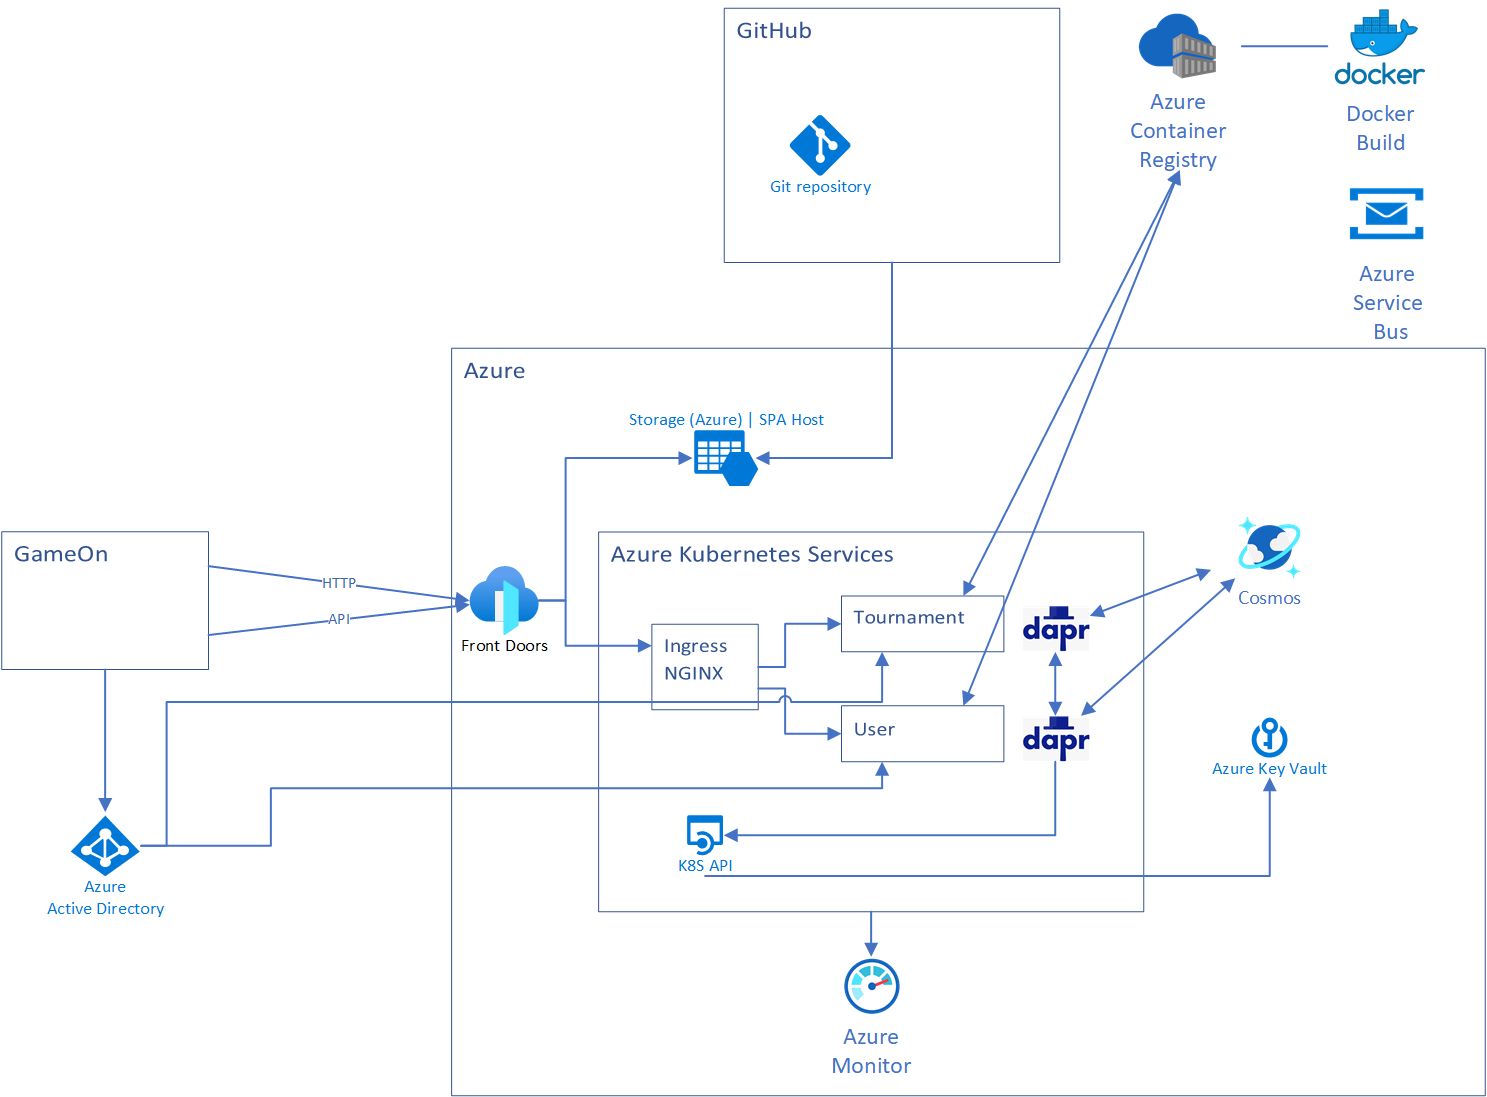 GitHub
Git repository
Azure
Container
Registry
docker
Docker
Build
Azure
Service
Bus
Azure
Storage (Azure) | SPA Host
GameOn
HTTP
API
Front Doors
Azure Kubernetes Services
Ingress
NGINX
Tournament
User
dapr
dapr
Cosmos
Azure Key Vault
K8S API
Azure
Active Directory
Azure
Monitor